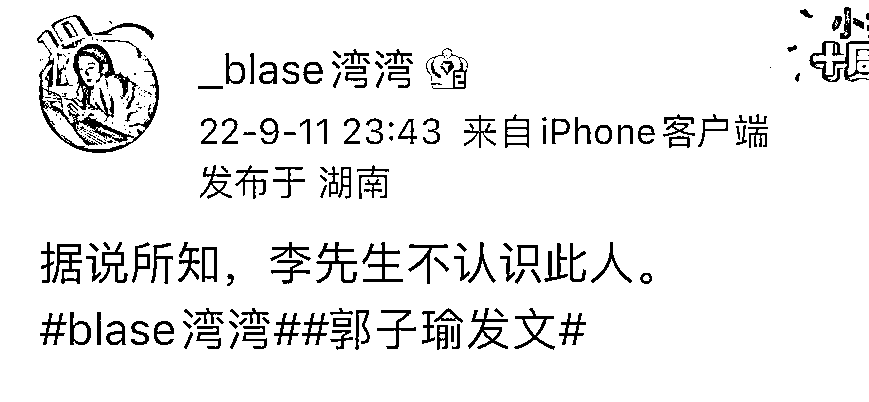 _blase湾湾
22-9-11 23:43 来自iPhone客户端
发布于 湖南
据说所知，李先生不认识此人。
#blase湾湾##郭子瑜发文#